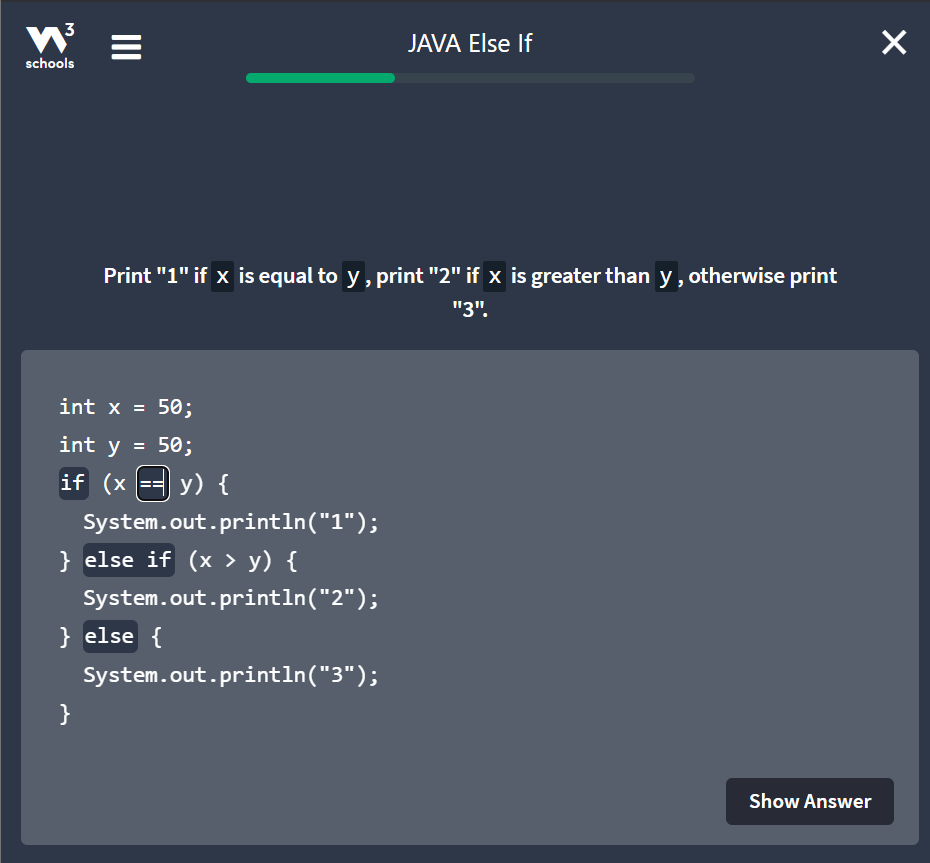 W3
schools
JAVA Else If
Print "1" if x is equal to y, print "2" if x is greater than y, otherwise print
"3".
int x = 50;
int y = 50;
if (x == y) {
  System.out.println("1");
} else if (x > y) {
  System.out.println("2");
} else {
  System.out.println("3");
}
Show Answer